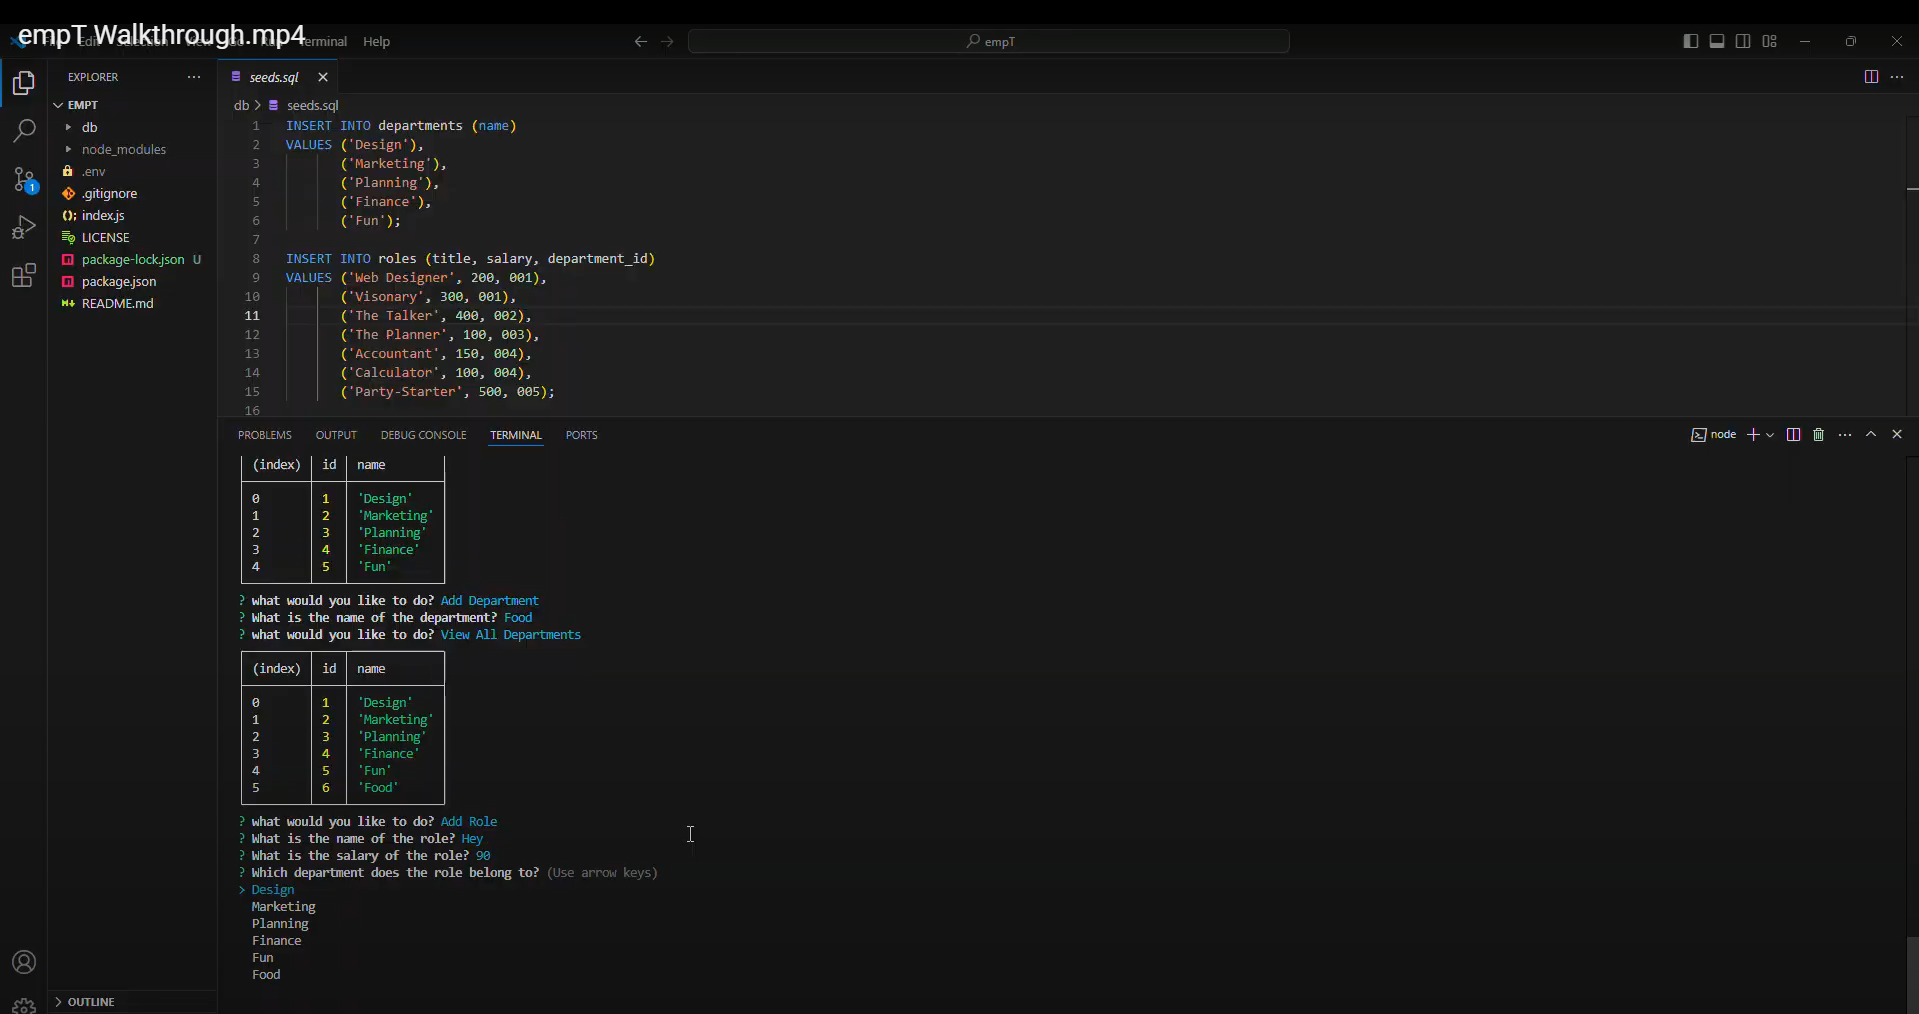 empT Walkthrough.mp4
Terminal Help
empT
EXPLORER
EMPT
db
node_modules
.env
.gitignore
index.js
LICENSE
package-lock.json U
package.json
README.md
OUTLINE
1
seeds.sql
db > seeds.sql
1 INSERT INTO departments (name)
2 VALUES ('Design'),
3 ('Marketing'),
4 ('Planning'),
5 ('Finance'),
6 ('Fun');
7
8 INSERT INTO roles (title, salary, department_id)
9 VALUES ('Web Designer', 200, 001),
10 ('Visonary', 300, 001),
11 ('The Talker', 400, 002),
12 ('The Planner', 100, 003),
13 ('Accountant', 150, 004),
14 ('Calculator', 100, 004),
15 ('Party-Starter', 500, 005);
16
PROBLEMS OUTPUT DEBUG CONSOLE TERMINAL PORTS
node
(index) id name
0 1 'Design'
1 2 'Marketing'
2 3 'Planning'
3 4 'Finance'
4 5 'Fun'
? what would you like to do? Add Department
? What is the name of the department? Food
? what would you like to do? View All Departments
(index) id name
0 1 'Design'
1 2 'Marketing'
2 3 'Planning'
3 4 'Finance'
4 5 'Fun'
5 6 'Food'
? what would you like to do? Add Role
? What is the name of the role? Hey
? What is the salary of the role? 90
? Which department does the role belong to? (Use arrow keys)
> Design
Marketing
Planning
Finance
Fun
Food